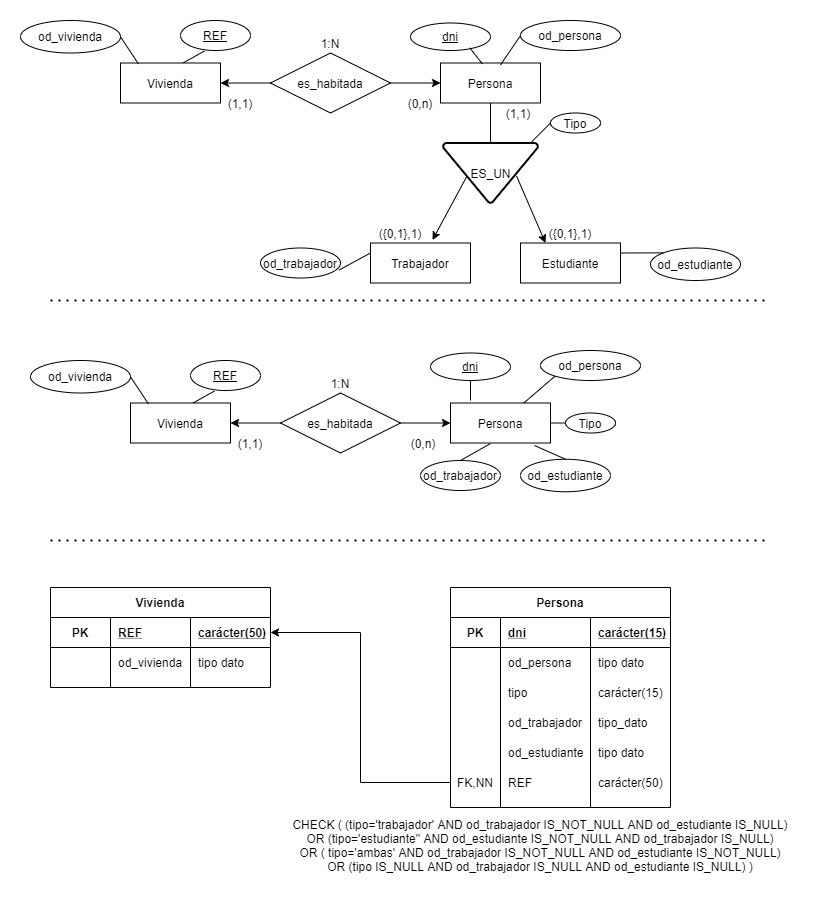 od_vivienda
REF
dni
od_persona
1:N
Vivienda
es_habitada
Persona
(1,1)
(0,n)
(1,1)
Tipo
ES_UN
({0,1},1)
({0,1},1)
od_trabajador
Trabajador
Estudiante
od_estudiante
od_vivienda
REF
dni
od_persona
1:N
Vivienda
es_habitada
Persona
Tipo
(1,1)
(0,n)
od_trabajador
od_estudiante
Vivienda
PK REF carácter(50)
od_vivienda tipo dato
Persona
PK dni carácter(15)
od_persona tipo dato
tipo carácter(15)
od_trabajador tipo_dato
od_estudiante tipo dato
FK,NN REF carácter(50)
CHECK ( (tipo='trabajador' AND od_trabajador IS_NOT_NULL AND od_estudiante IS_NULL)
OR (tipo='estudiante'' AND od_estudiante IS_NOT_NULL AND od_trabajador IS_NULL)
OR ( tipo='ambas' AND od_trabajador IS_NOT_NULL AND od_estudiante IS_NOT_NULL)
OR (tipo IS_NULL AND od_trabajador IS_NULL AND od_estudiante IS_NULL) )